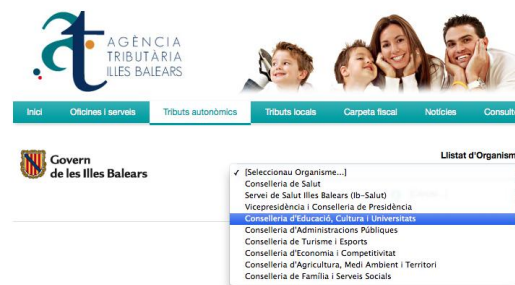 AGÈNCIA
TRIBUTÀRIA
ILLES BALEARS
Inici Oficines i serveis Tributs autonòmics Tributs locals Carpeta fiscal Notícies
Govern
de les Illes Balears
Llistat d'Organism
✓ [Seleccionau Organisme...]
Conselleria de Salut
Servei de Salut Illes Balears (Ib-Salut)
Vicepresidència i Conselleria de Presidència
Conselleria d'Educació, Cultura i Universitats
Conselleria d'Administracions Públiques
Conselleria de Turisme i Esports
Conselleria d'Economia i Competitivitat
Conselleria d'Agricultura, Medi Ambient i Territori
Conselleria de Família i Serveis Socials